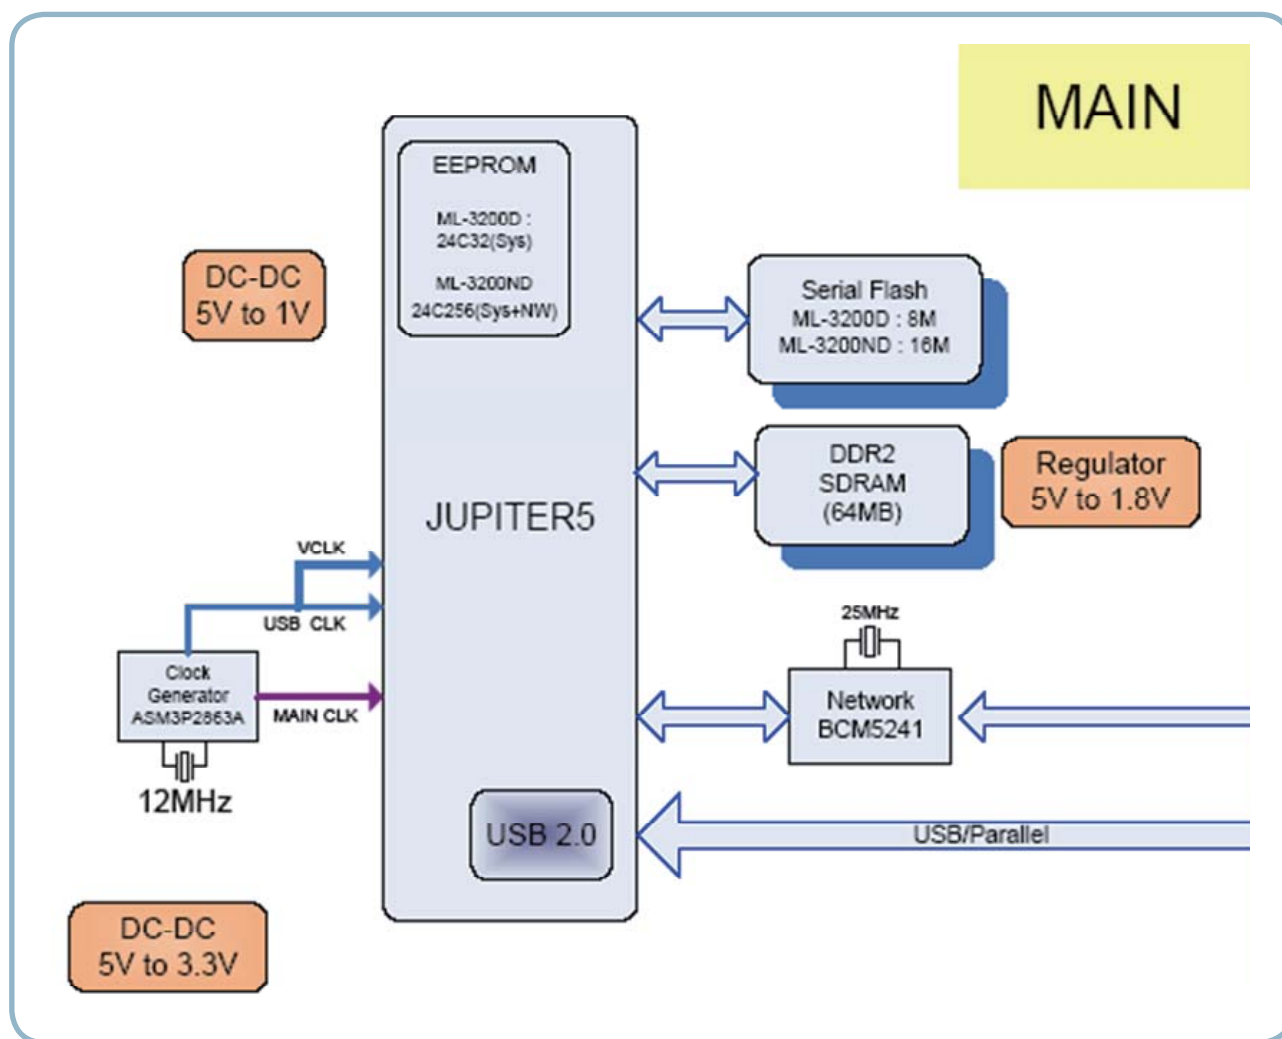 MAIN
EEPROM
ML-3200D :
24C32(Sys)
ML-3200ND
24C256(Sys+NW)
DC-DC
5V to 1V
Serial Flash
ML-3200D : 8M
ML-3200ND : 16M
DDR2
SDRAM
(64MB)
Regulator
5V to 1.8V
JUPITER5
VCLK
USB CLK
Clock
Generator
ASM3P2863A
MAIN CLK
12MHz
25MHz
Network
BCM5241
USB 2.0
USB/Parallel
DC-DC
5V to 3.3V